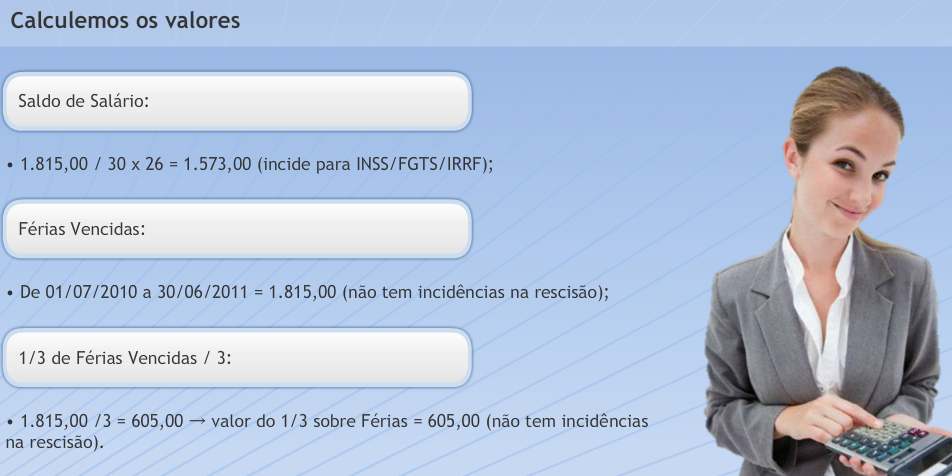 Calculemos os valores
Saldo de Salário:
• 1.815,00 / 30 x 26 = 1.573,00 (incide para INSS/FGTS/IRRF);
Férias Vencidas:
• De 01/07/2010 a 30/06/2011 = 1.815,00 (não tem incidências na rescisão);
1/3 de Férias Vencidas / 3:
• 1.815,00 /3 = 605,00 → valor do 1/3 sobre Férias = 605,00 (não tem incidências
na rescisão).